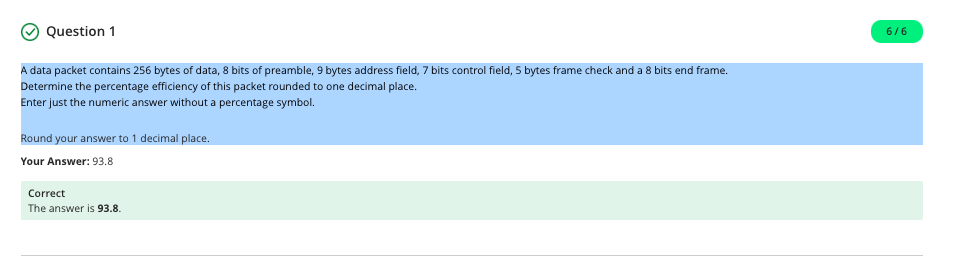 Question 1
6 / 6
A data packet contains 256 bytes of data, 8 bits of preamble, 9 bytes address field, 7 bits control field, 5 bytes frame check and a 8 bits end frame.
Determine the percentage efficiency of this packet rounded to one decimal place.
Enter just the numeric answer without a percentage symbol.
Round your answer to 1 decimal place.
Your Answer: 93.8
Correct
The answer is 93.8.